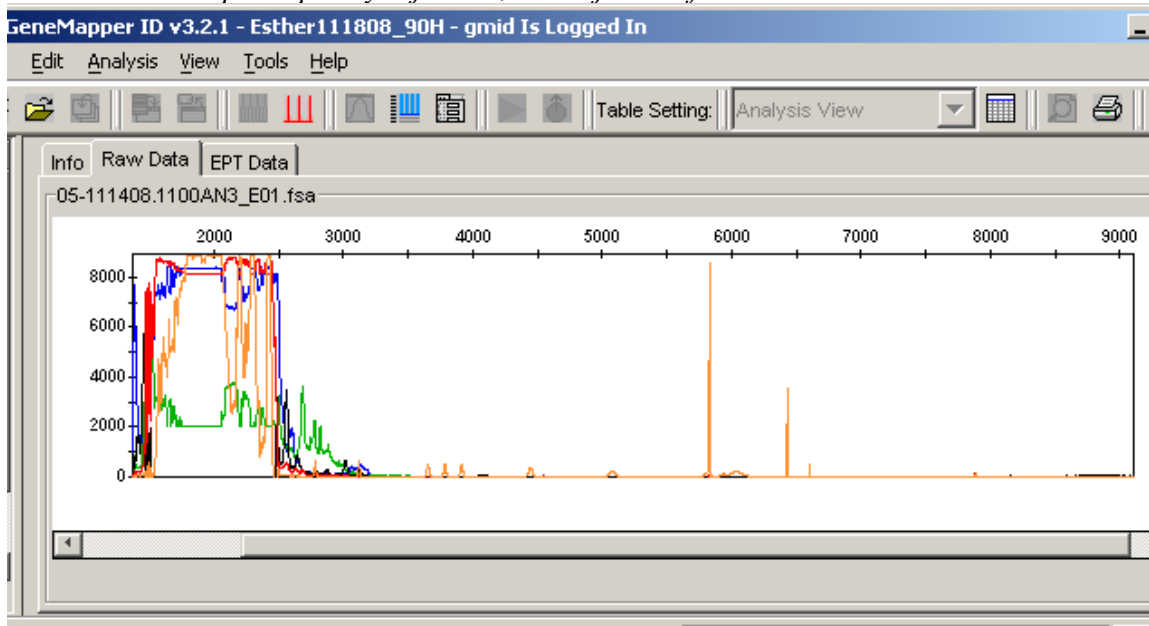 GeneMapper ID v3.2.1 - Esther111808_90H - gmid Is Logged In
Edit Analysis View Tools Help
Table Setting: Analysis View
Info Raw Data EPT Data
05-111408.1100AN3_E01.fsa
2000 3000 4000 5000 6000 7000 8000 9000
8000
6000
4000
2000
0